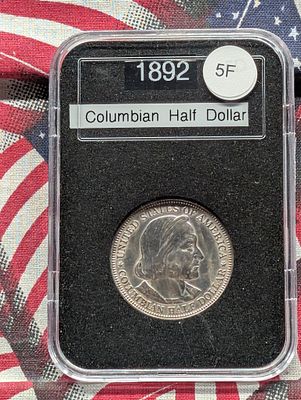 1892
5F
Columbian Half Dollar
UNITED STATES OF AMERICA
COLUMBIAN HALF DOLLAR